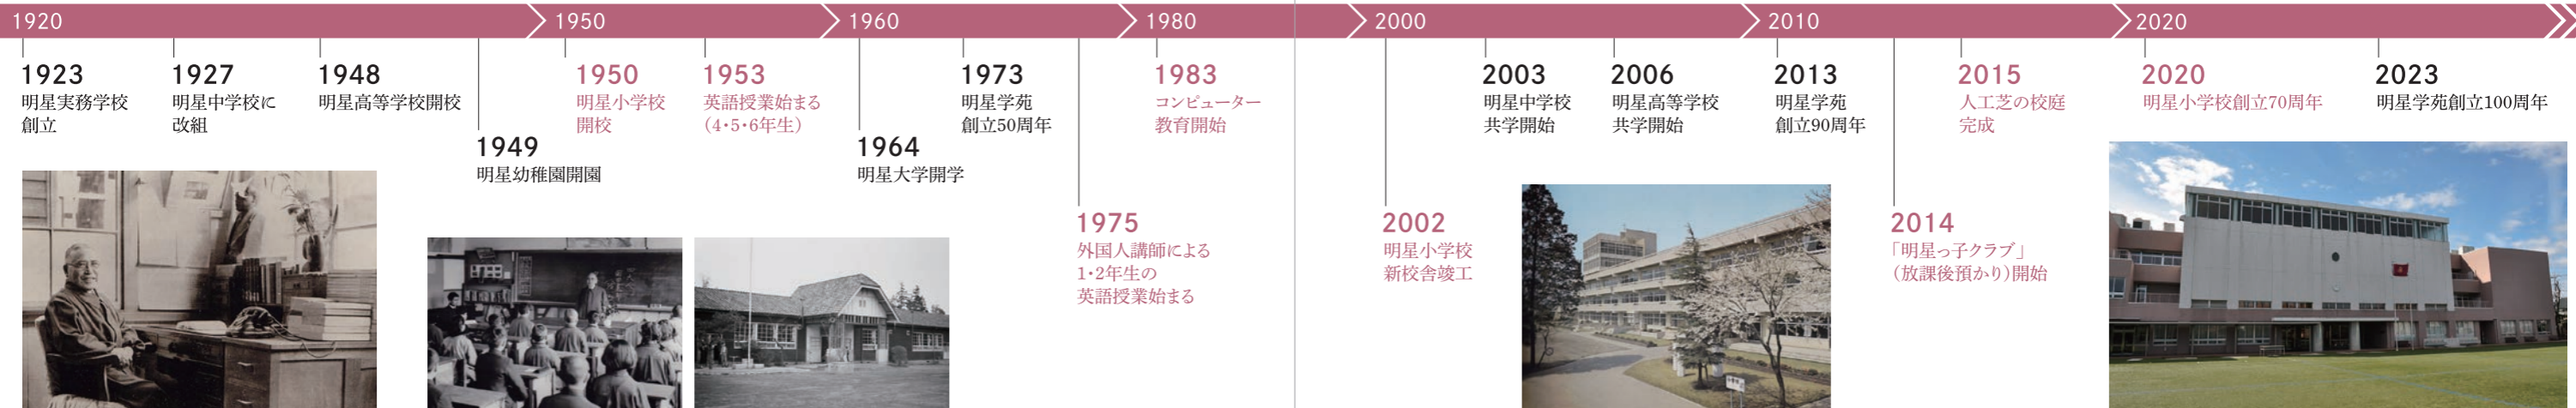 1920
1950
1960
1980
2000
2010
2020
1923
明星実務学校
創立
1927
明星中学校に
改組
1948
明星高等学校開校
1949
明星幼稚園開園
1950
明星小学校
開校
1953
英語授業始まる
（4・5・6年生）
1964
明星大学開学
1973
明星学苑
創立50周年
1975
外国人講師による
1・2年生の
英語授業始まる
1983
コンピューター
教育開始
2002
明星小学校
新校舎竣工
2003
明星中学校
共学開始
2006
明星高等学校
共学開始
2013
明星学苑
創立90周年
2014
「明星っ子クラブ」
（放課後預かり）開始
2015
人工芝の校庭
完成
2020
明星小学校創立70周年
2023
明星学苑創立100周年